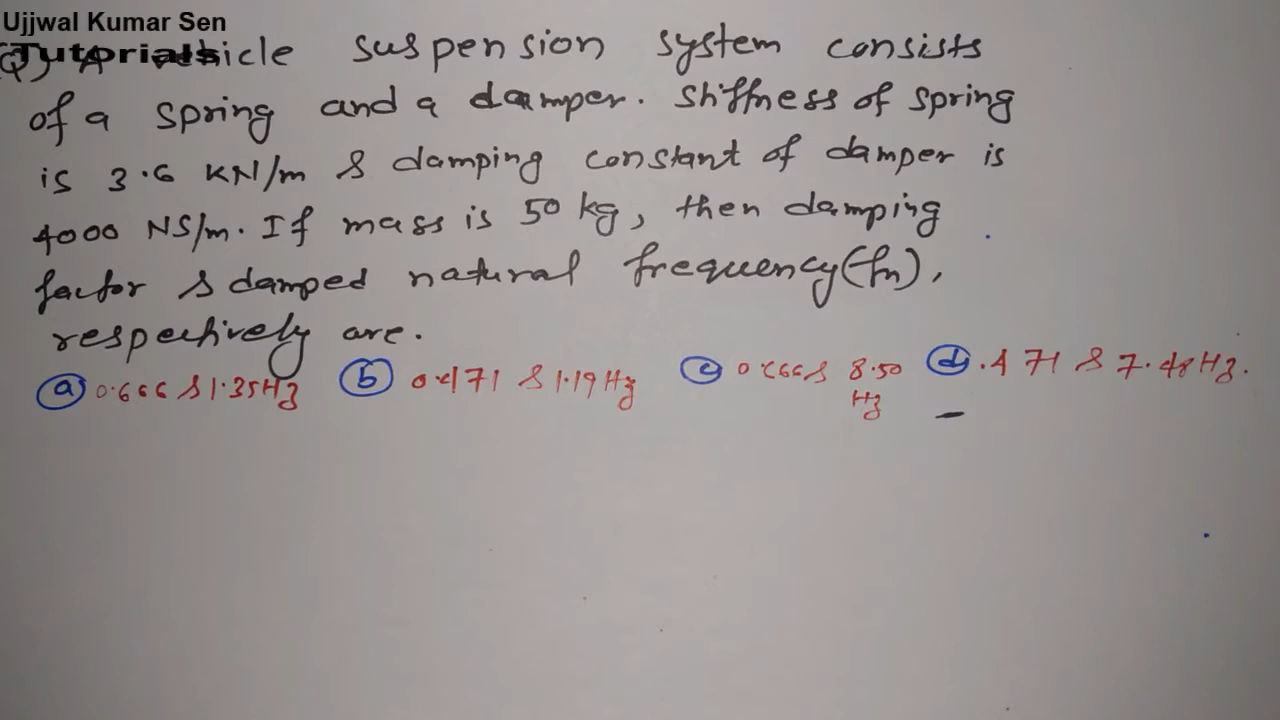 Ujjwal Kumar Sen
Tutorials
Q) A vehicle suspension system consists
of a spring and a damper. Stiffness of spring
is 3.6 KN/m & damping constant of damper is
4000 NS/m. If mass is 50 kg, then damping
factor & damped natural frequency (fn),
respectively are.
(a) 0.666 & 1.35Hz (b) 0.471 & 1.19Hz (c) 0.666 & 8.50 Hz (d) .471 & 7.48Hz.